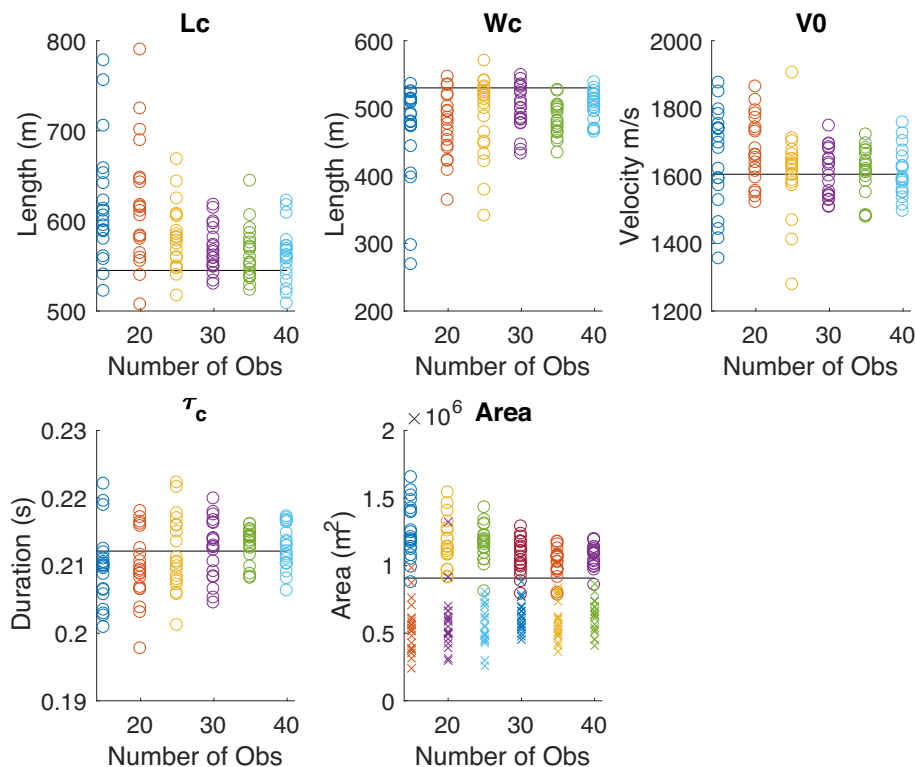 Lc
800
700
600
500
Length (m)
20
30
40
Number of Obs
Wc
600
500
400
300
200
Length (m)
20
30
40
Number of Obs
V0
2000
1800
1600
1400
1200
Velocity m/s
20
30
40
Number of Obs
τc
0.23
0.22
0.21
0.2
0.19
Duration (s)
20
30
40
Number of Obs
×10^6
Area
2
1.5
1
0.5
0
Area (m²)
20
30
40
Number of Obs